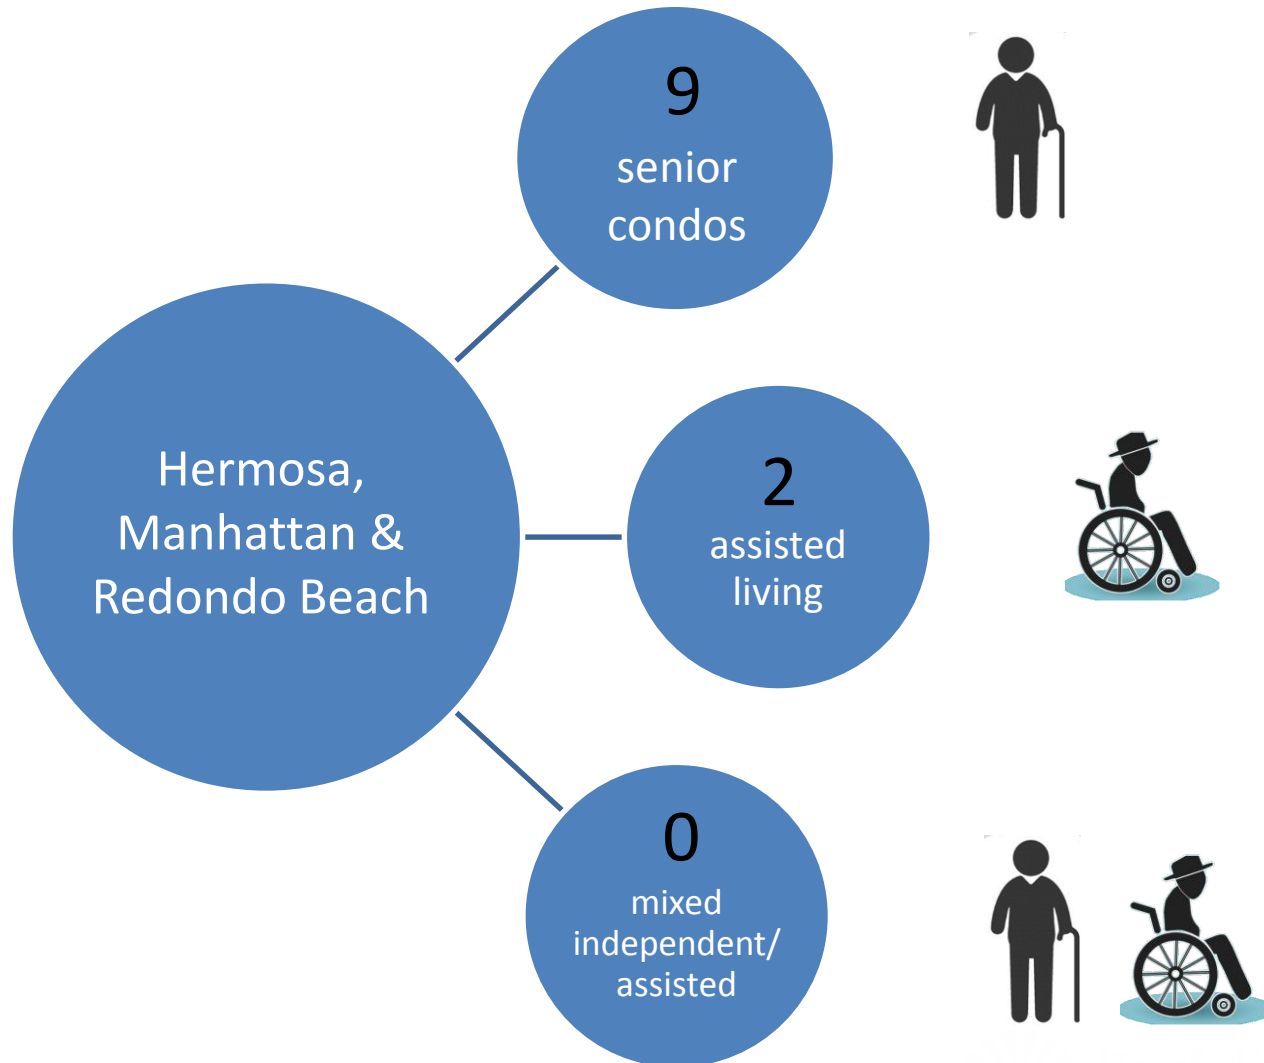 9
senior
condos
Hermosa,
Manhattan &
Redondo Beach
2
assisted
living
0
mixed
independent/
assisted